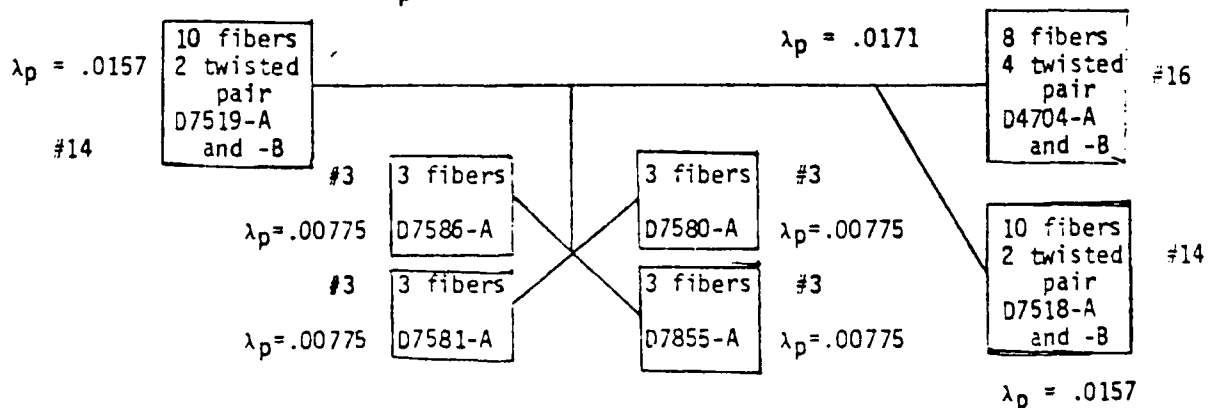 p
λp = .0157
10 fibers
2 twisted
pair
D7519-A
and -B
#14
λp = .0171
8 fibers
4 twisted
pair
D4704-A
and -B
#16
#3
3 fibers
λp=.00775
D7586-A
3 fibers
#3
D7580-A
λp=.00775
#3
3 fibers
λp=.00775
D7581-A
3 fibers
#3
D7855-A
λp=.00775
10 fibers
2 twisted
pair
D7518-A
and -B
#14
λp = .0157